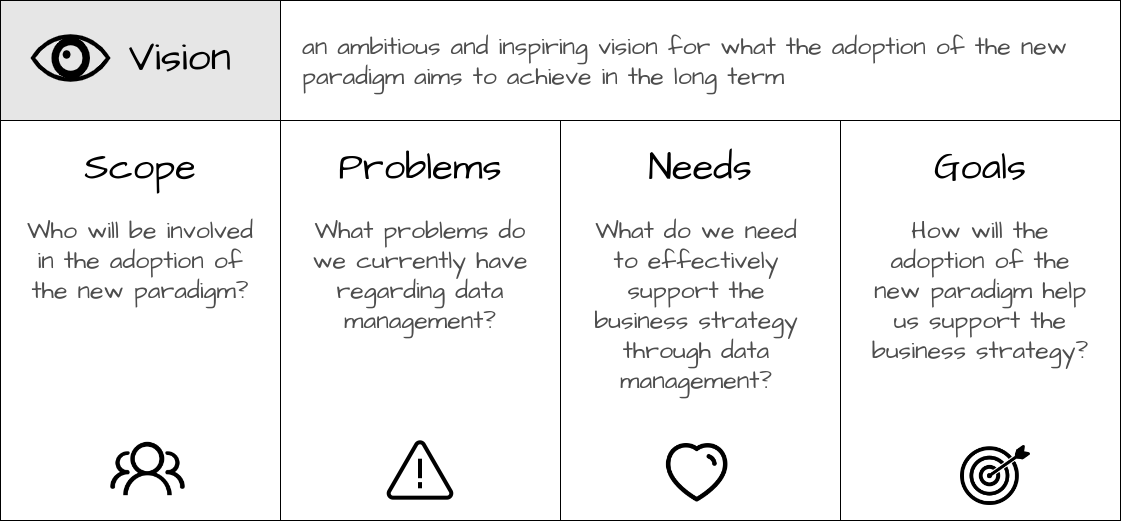 Vision
an ambitious and inspiring vision for what the adoption of the new
paradigm aims to achieve in the long term
Scope
Who will be involved
in the adoption of
the new paradigm?
Problems
What problems do
we currently have
regarding data
management?
Needs
What do we need
to effectively
support the
business strategy
through data
management?
Goals
How will the
adoption of the
new paradigm help
us support the
business strategy?